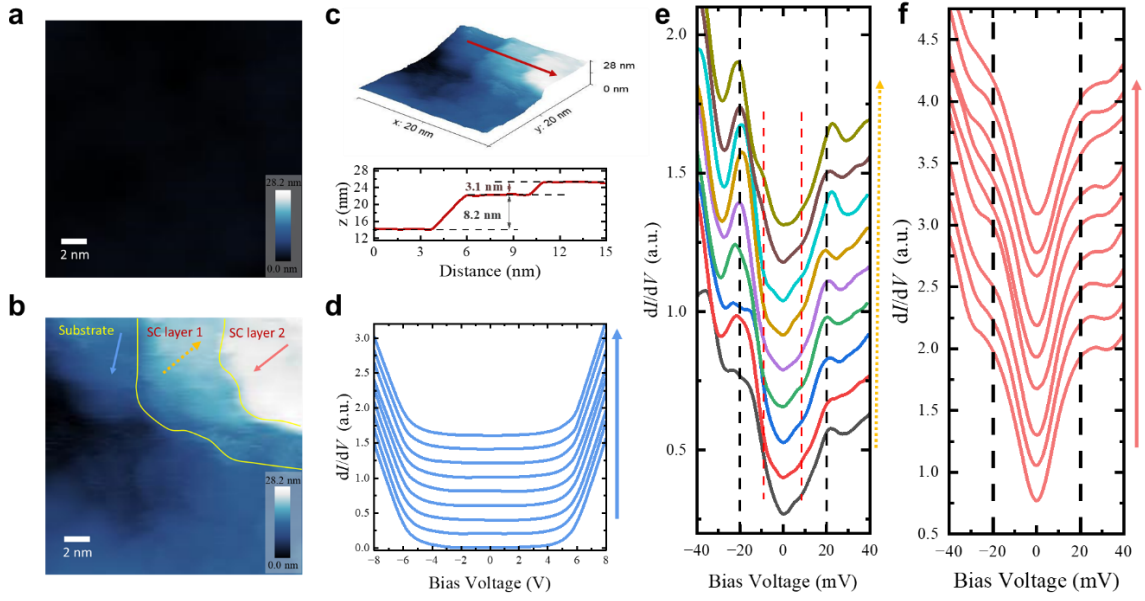 a
28.2 nm
0.0 nm
2 nm
b
Substrate
SC layer 1
SC layer 2
28.2 nm
0.0 nm
2 nm
c
28 nm
0 nm
x: 20 nm
y: 20 nm
28
24
20
16
12
z (nm)
3.1 nm
8.2 nm
0 3 6 9 12 15
Distance (nm)
d
3.0
2.5
2.0
1.5
1.0
0.5
0.0
dI/dV (a.u.)
−8 −6 −4 −2 0 2 4 6 8
Bias Voltage (V)
e
2.0
1.5
1.0
0.5
dI/dV (a.u.)
−40 −20 0 20 40
Bias Voltage (mV)
f
4.5
4.0
3.5
3.0
2.5
2.0
1.5
1.0
0.5
dI/dV (a.u.)
−40 −20 0 20 40
Bias Voltage (mV)